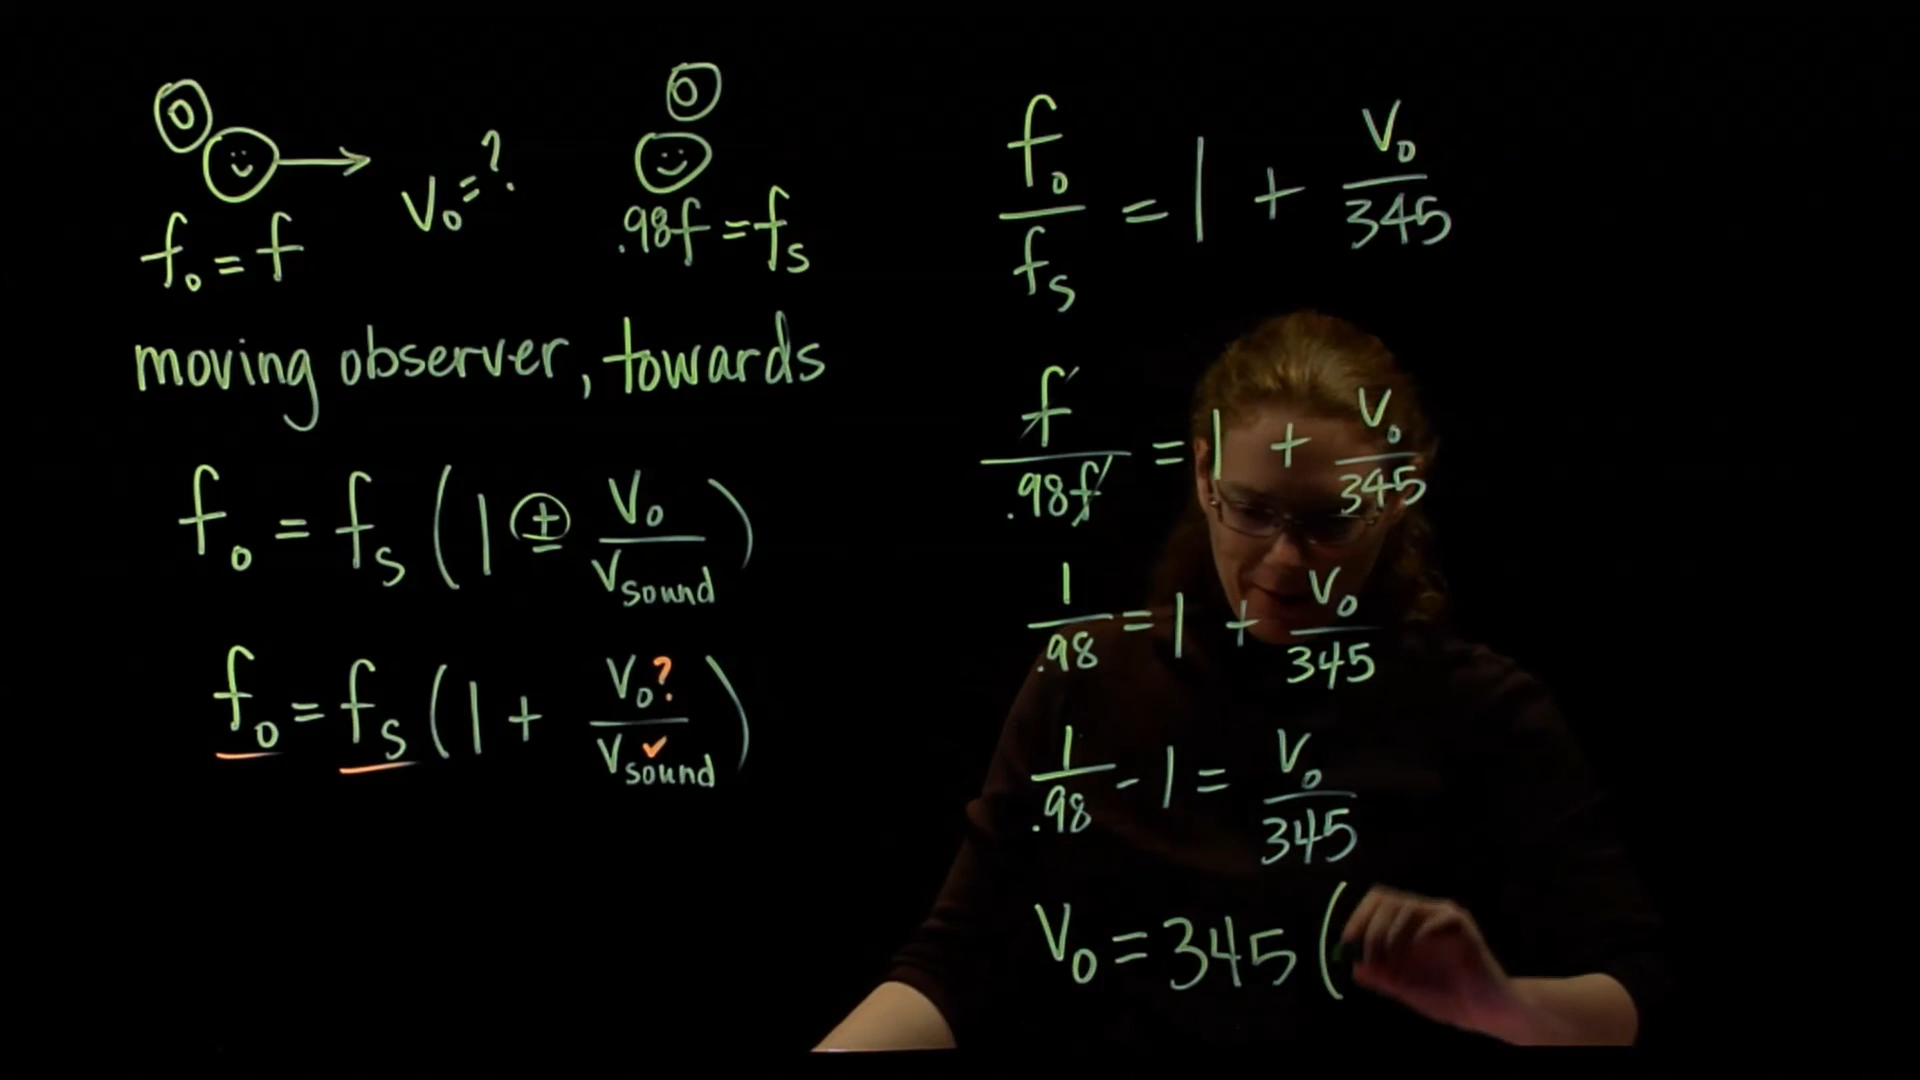 v₀ = ?
f₀ = f
.98f = fₛ
moving observer, towards
f₀ = fₛ (1 ± v₀/vsound)
f₀ = fₛ (1 + v₀?/vsound ✓)
f₀/fₛ = 1 + v₀/345
f/.98f = 1 + v₀/345
1/.98 = 1 + v₀/345
1/.98 - 1 = v₀/345
v₀ = 345 (